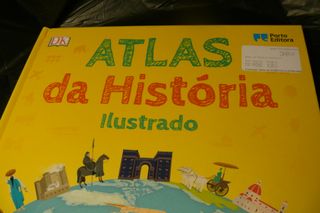 DK
Porto
Editora
ATLAS
da História
Ilustrado